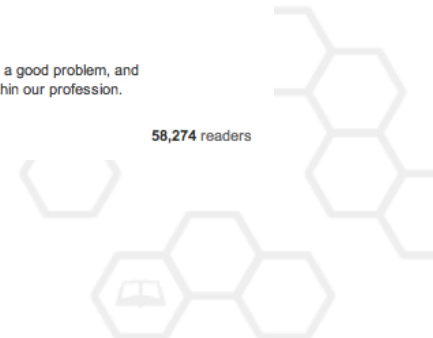 a good problem, and
hin our profession.
58,274 readers